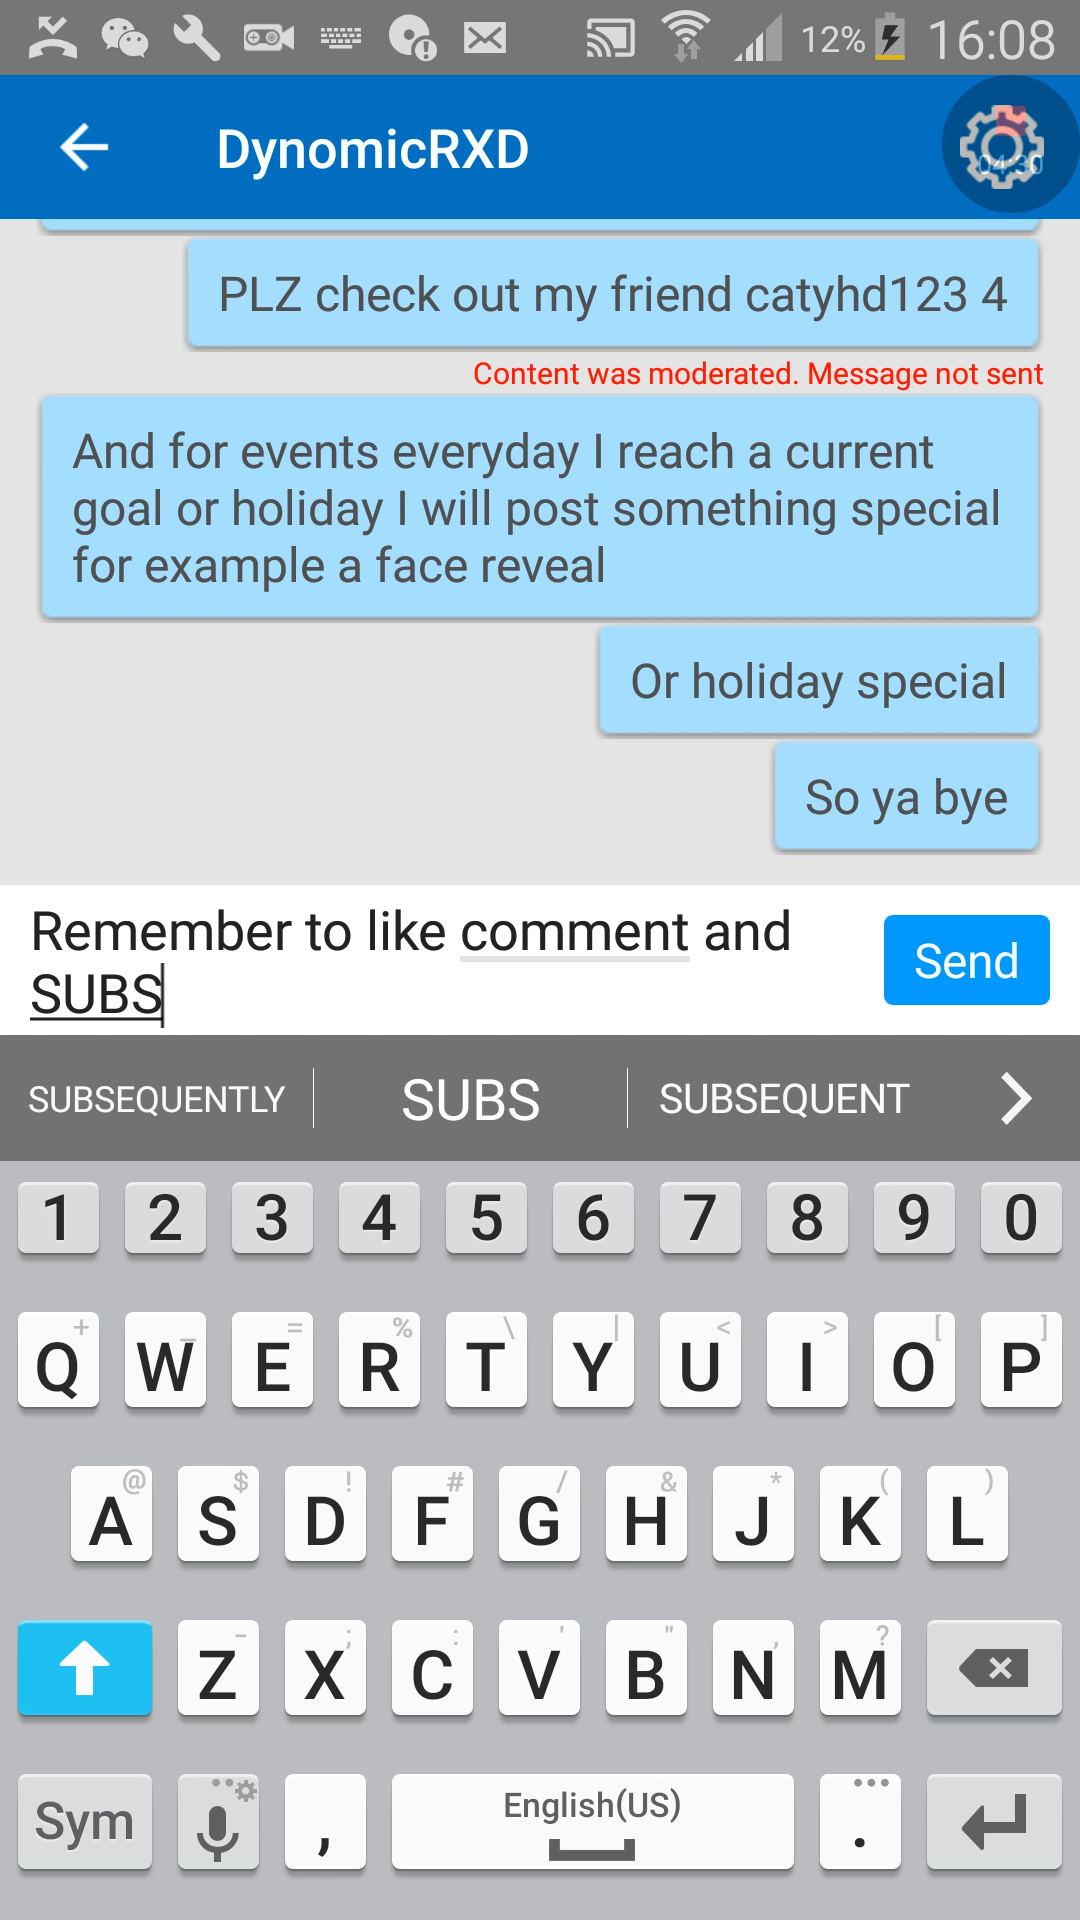 12% 16:08
DynomicRXD
04:30
PLZ check out my friend catyhd123 4
Content was moderated. Message not sent
And for events everyday I reach a current
goal or holiday I will post something special
for example a face reveal
Or holiday special
So ya bye
Remember to like comment and
SUBS
Send
SUBSEQUENTLY SUBS SUBSEQUENT
1 2 3 4 5 6 7 8 9 0
+ _ = % \ | < > [ ]
Q W E R T Y U I O P
@ $ ! # / & * ( )
A S D F G H J K L
- ; : ' " , ?
Z X C V B N M
Sym , English(US) .